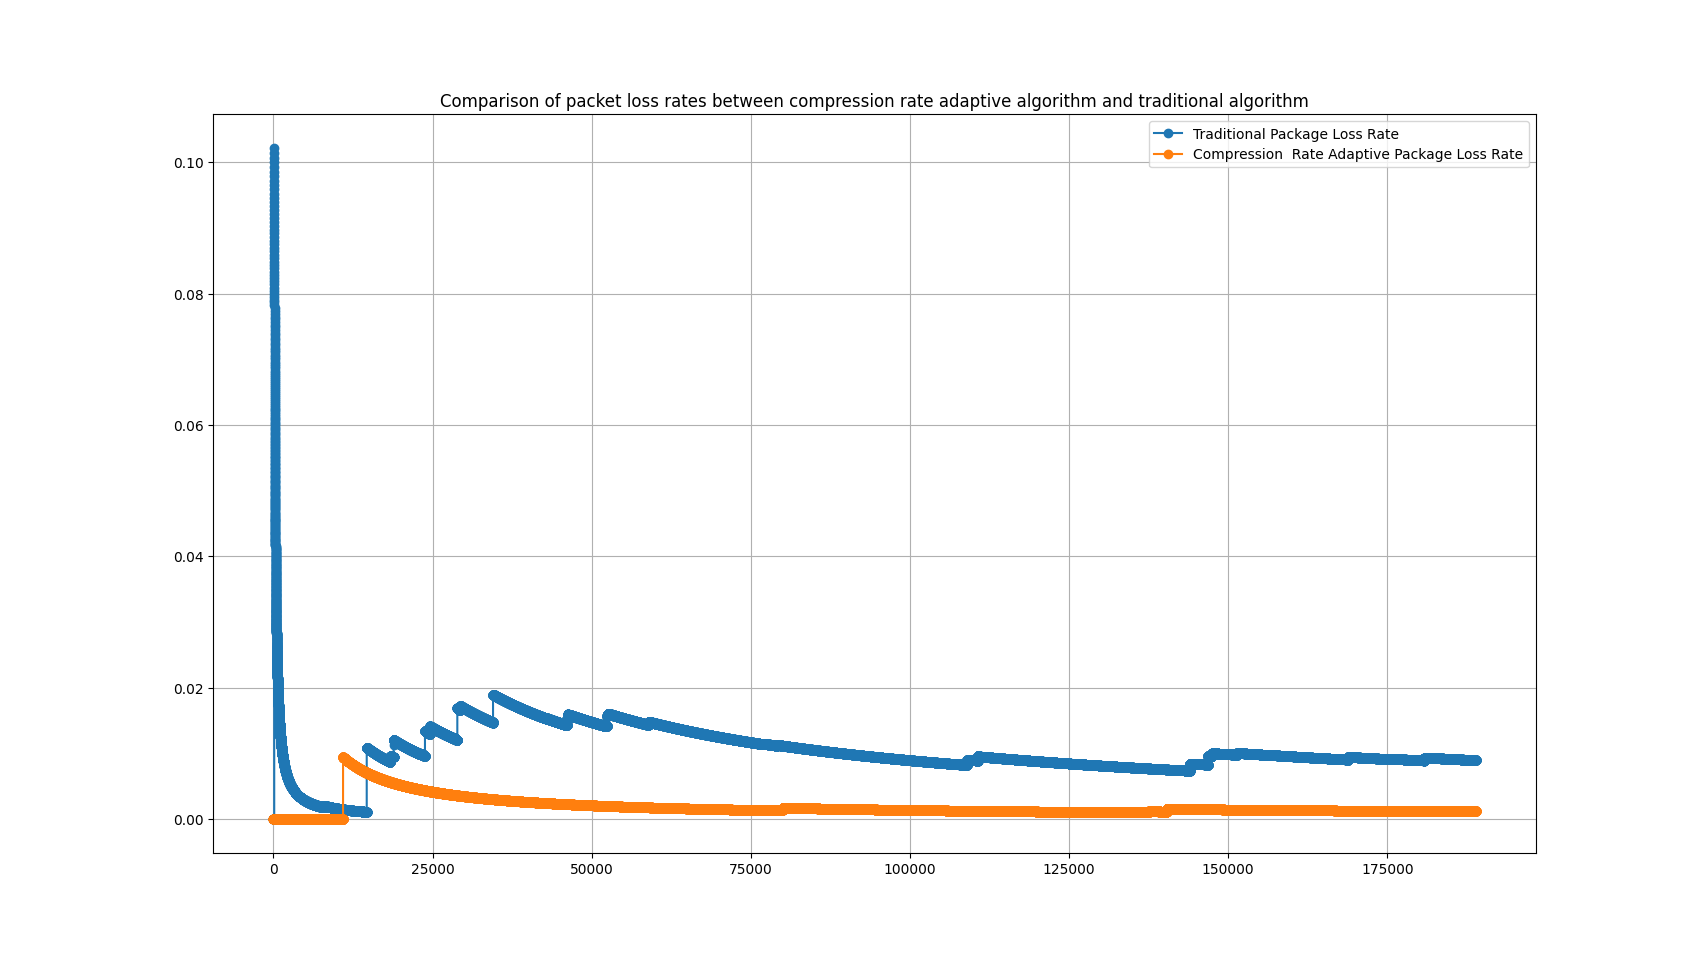 Comparison of packet loss rates between compression rate adaptive algorithm and traditional algorithm
Traditional Package Loss Rate
Compression  Rate Adaptive Package Loss Rate
0.10
0.08
0.06
0.04
0.02
0.00
0 25000 50000 75000 100000 125000 150000 175000